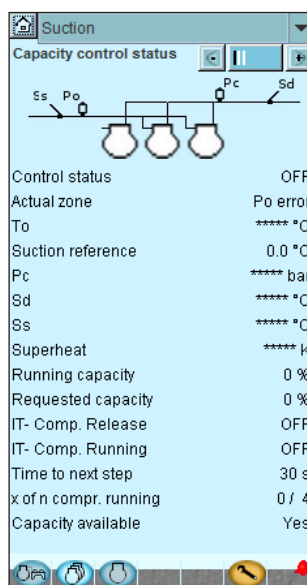 Suction
Capacity control status
Ss Po Pc Sd
Control status OFF
Actual zone Po error
To ***** °C
Suction reference 0.0 °C
Pc ***** bar
Sd ***** °C
Ss ***** °C
Superheat ***** K
Running capacity 0 %
Requested capacity 0 %
IT- Comp. Release OFF
IT- Comp. Running OFF
Time to next step 30 s
x of n compr. running 0 / 4
Capacity available Yes